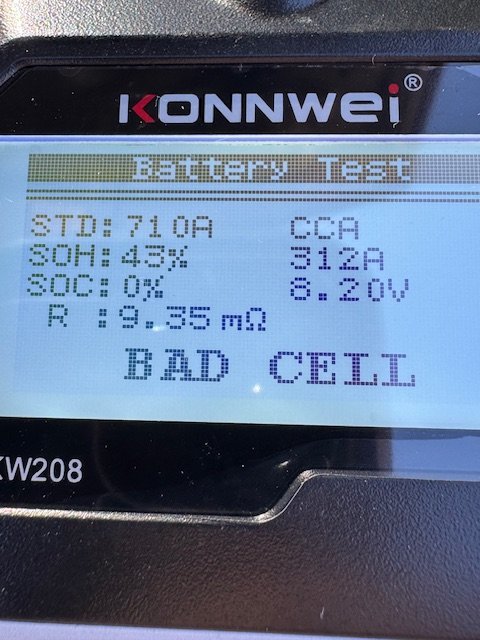 KONNWEI®
Battery Test
STD:710A CCA
SOH:43% 312A
SOC:0% 8.20V
R :9.35mΩ
BAD CELL
KW208